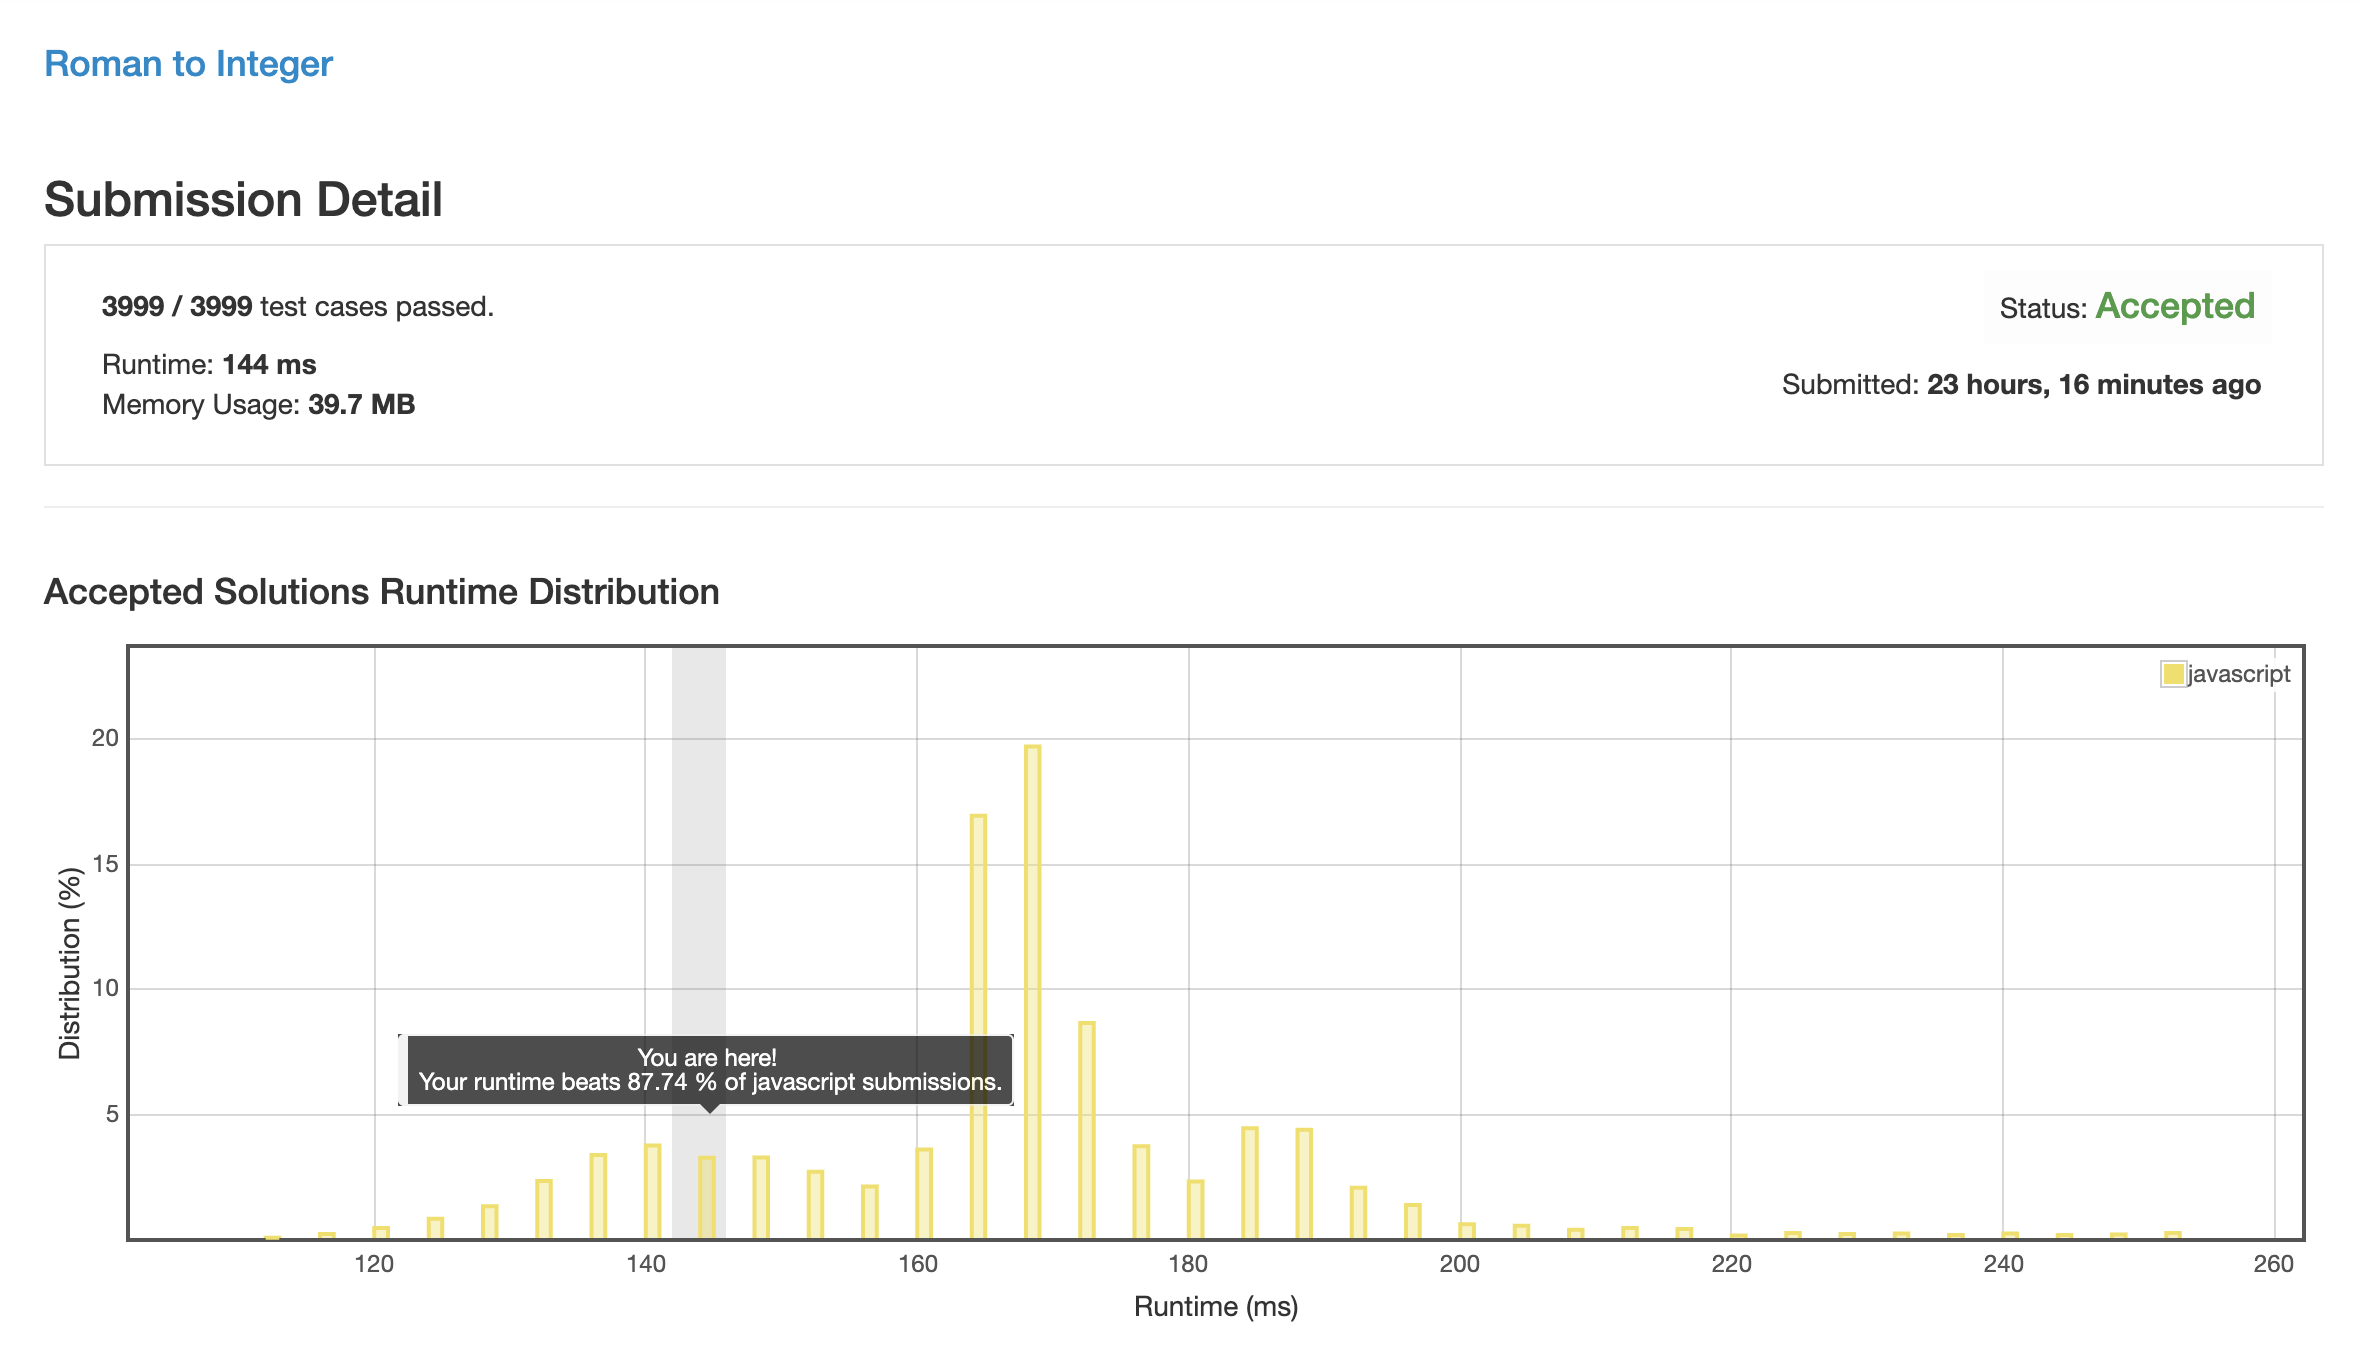 Roman to Integer
Submission Detail
3999 / 3999 test cases passed.
Status: Accepted
Runtime: 144 ms
Memory Usage: 39.7 MB
Submitted: 23 hours, 16 minutes ago
Accepted Solutions Runtime Distribution
javascript
20
15
10
5
Distribution (%)
You are here!
Your runtime beats 87.74 % of javascript submissions.
120 140 160 180 200 220 240 260
Runtime (ms)